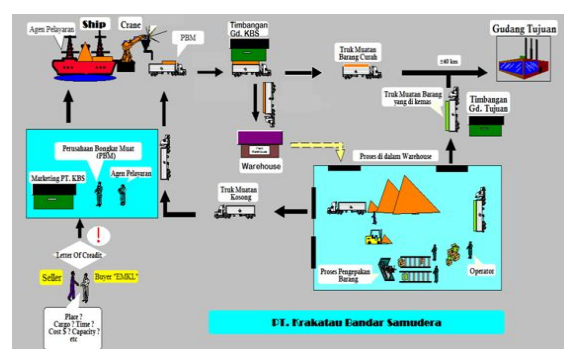 Agen Pelayaran
Ship
Crane
PBM
Timbangan
Gd. KBS
Truk Muatan
Barang Curah
±40 km
Gudang Tujuan
Truk Muatan Barang
yang di kemas
Timbangan
Gd. Tujuan
Warehouse
Proses di dalam Warehouse
Perusahaan Bongkar Muat
(PBM)
Agen Pelayaran
Marketing PT. KBS
Truk Muatan
Kosong
Proses Pengepakan
Barang
Operator
!
Letter Of Creadit
Seller
Buyer "EMKL"
Place ?
Cargo ? Time ?
Cost $ ? Capacity ?
etc
PT. Krakatau Bandar Samudera